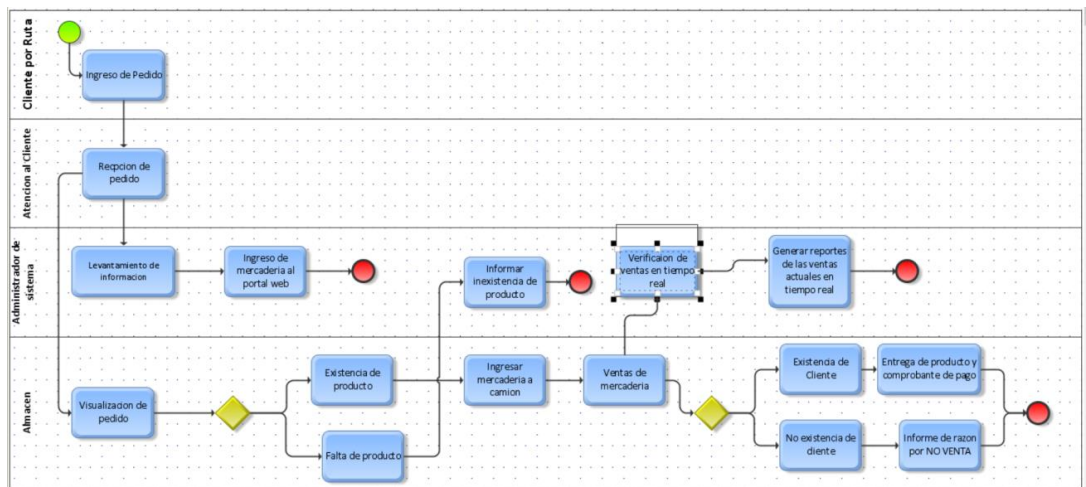 Cliente por Ruta
Ingreso de Pedido
Atencion al Cliente
Reqpcion de
pedido
Administrador de
sistema
Levantamiento de
informacion
Ingreso de
mercaderia al
portal web
Informar
inexistencia de
producto
Verificaion de
ventas en tiempo
real
Generar reportes
de las ventas
actuales en
tiempo real
Almacen
Visualizacion de
pedido
Existencia de
producto
Falta de producto
Ingresar
mercaderia a
camion
Ventas de
mercaderia
Existencia de
Cliente
Entrega de producto y
comprobante de pago
No existencia de
cliente
Informe de razon
por NO VENTA